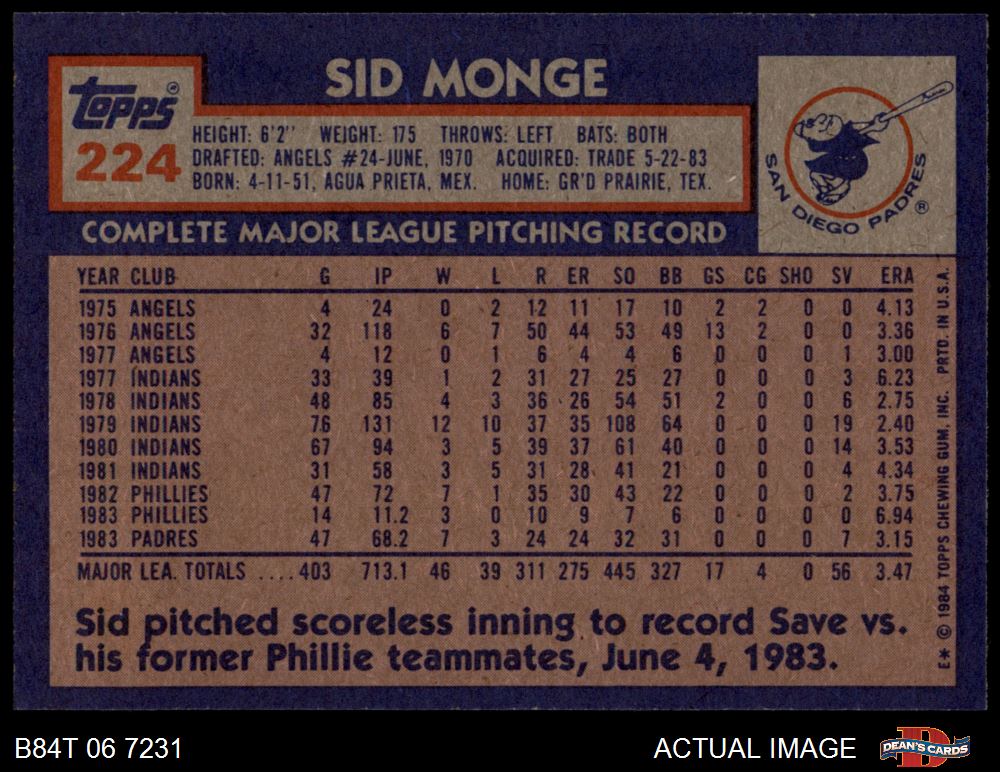 SID MONGE
TOPPS®
224
HEIGHT: 6'2" WEIGHT: 175 THROWS: LEFT BATS: BOTH
DRAFTED: ANGELS #24-JUNE, 1970 ACQUIRED: TRADE 5-22-83
BORN: 4-11-51, AGUA PRIETA, MEX. HOME: GR'D PRAIRIE, TEX.
SAN DIEGO PADRES ®
COMPLETE MAJOR LEAGUE PITCHING RECORD
YEAR CLUB G IP W L R ER SO BB GS CG SHO SV ERA
1975 ANGELS 4 24 0 2 12 11 17 10 2 2 0 0 4.13
1976 ANGELS 32 118 6 7 50 44 53 49 13 2 0 0 3.36
1977 ANGELS 4 12 0 1 6 4 4 6 0 0 0 1 3.00
1977 INDIANS 33 39 1 2 31 27 25 27 0 0 0 3 6.23
1978 INDIANS 48 85 4 3 36 26 54 51 2 0 0 6 2.75
1979 INDIANS 76 131 12 10 37 35 108 64 0 0 0 19 2.40
1980 INDIANS 67 94 3 5 39 37 61 40 0 0 0 14 3.53
1981 INDIANS 31 58 3 5 31 28 41 21 0 0 0 4 4.34
1982 PHILLIES 47 72 7 1 35 30 43 22 0 0 0 2 3.75
1983 PHILLIES 14 11.2 3 0 10 9 7 6 0 0 0 0 6.94
1983 PADRES 47 68.2 7 3 24 24 32 31 0 0 0 7 3.15
MAJOR LEA. TOTALS ....403 713.1 46 39 311 275 445 327 17 4 0 56 3.47
Sid pitched scoreless inning to record Save vs.
his former Phillie teammates, June 4, 1983.
E* © 1984 TOPPS CHEWING GUM, INC. PRTD. IN U.S.A.
B84T 06 7231
ACTUAL IMAGE
DEAN'S CARDS